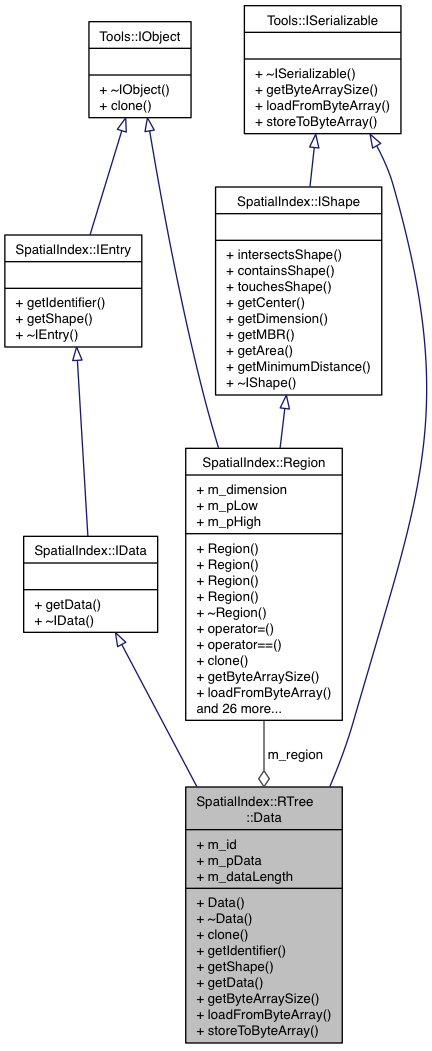 Tools::IObject
+ ~IObject()
+ clone()
Tools::ISerializable
+ ~ISerializable()
+ getByteArraySize()
+ loadFromByteArray()
+ storeToByteArray()
SpatialIndex::IShape
+ intersectsShape()
+ containsShape()
+ touchesShape()
+ getCenter()
+ getDimension()
+ getMBR()
+ getArea()
+ getMinimumDistance()
+ ~IShape()
SpatialIndex::IEntry
+ getIdentifier()
+ getShape()
+ ~IEntry()
SpatialIndex::Region
+ m_dimension
+ m_pLow
+ m_pHigh
+ Region()
+ Region()
+ Region()
+ Region()
+ ~Region()
+ operator=()
+ operator==()
+ clone()
+ getByteArraySize()
+ loadFromByteArray()
and 26 more...
SpatialIndex::IData
+ getData()
+ ~IData()
m_region
SpatialIndex::RTree
::Data
+ m_id
+ m_pData
+ m_dataLength
+ Data()
+ ~Data()
+ clone()
+ getIdentifier()
+ getShape()
+ getData()
+ getByteArraySize()
+ loadFromByteArray()
+ storeToByteArray()